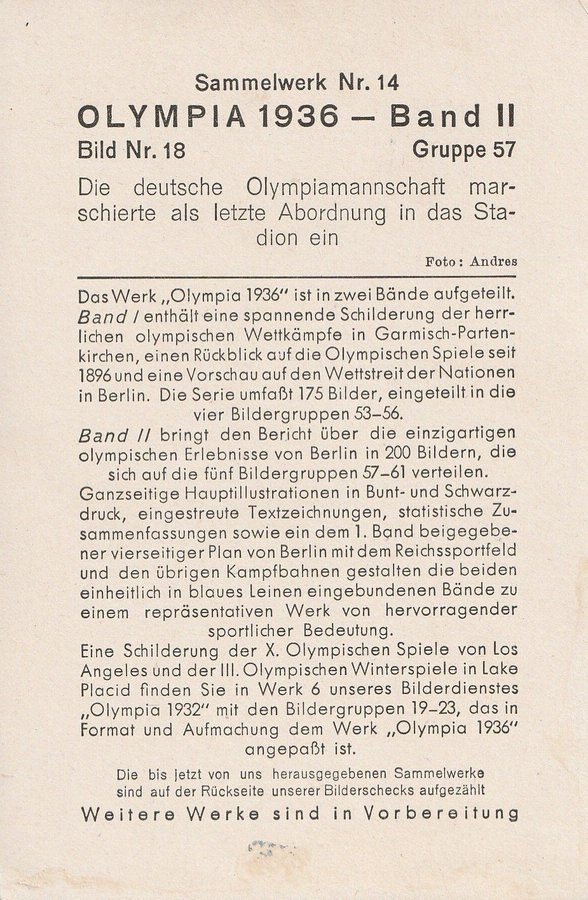 Sammelwerk Nr. 14
OLYMPIA 1936 — Band II
Bild Nr. 18 Gruppe 57
Die deutsche Olympiamannschaft mar-
schierte als letzte Abordnung in das Sta-
dion ein
Foto: Andres
Das Werk „Olympia 1936“ ist in zwei Bände aufgeteilt.
Band I enthält eine spannende Schilderung der herr-
lichen olympischen Wettkämpfe in Garmisch-Parten-
kirchen, einen Rückblick auf die Olympischen Spiele seit
1896 und eine Vorschau auf den Wettstreit der Nationen
in Berlin. Die Serie umfaßt 175 Bilder, eingeteilt in die
vier Bildergruppen 53–56.
Band II bringt den Bericht über die einzigartigen
olympischen Erlebnisse von Berlin in 200 Bildern, die
sich auf die fünf Bildergruppen 57–61 verteilen.
Ganzseitige Hauptillustrationen in Bunt- und Schwarz-
druck, eingestreute Textzeichnungen, statistische Zu-
sammenfassungen sowie ein dem 1. Band beigegebe-
ner vierseitiger Plan von Berlin mit dem Reichssportfeld
und den übrigen Kampfbahnen gestalten die beiden
einheitlich in blaues Leinen eingebundenen Bände zu
einem repräsentativen Werk von hervorragender
sportlicher Bedeutung.
Eine Schilderung der X. Olympischen Spiele von Los
Angeles und der III. Olympischen Winterspiele in Lake
Placid finden Sie in Werk 6 unseres Bilderdienstes
„Olympia 1932“ mit den Bildergruppen 19–23, das in
Format und Aufmachung dem Werk „Olympia 1936“
angepaßt ist.
Die bis jetzt von uns herausgegebenen Sammelwerke
sind auf der Rückseite unserer Bilderschecks aufgezählt
Weitere Werke sind in Vorbereitung